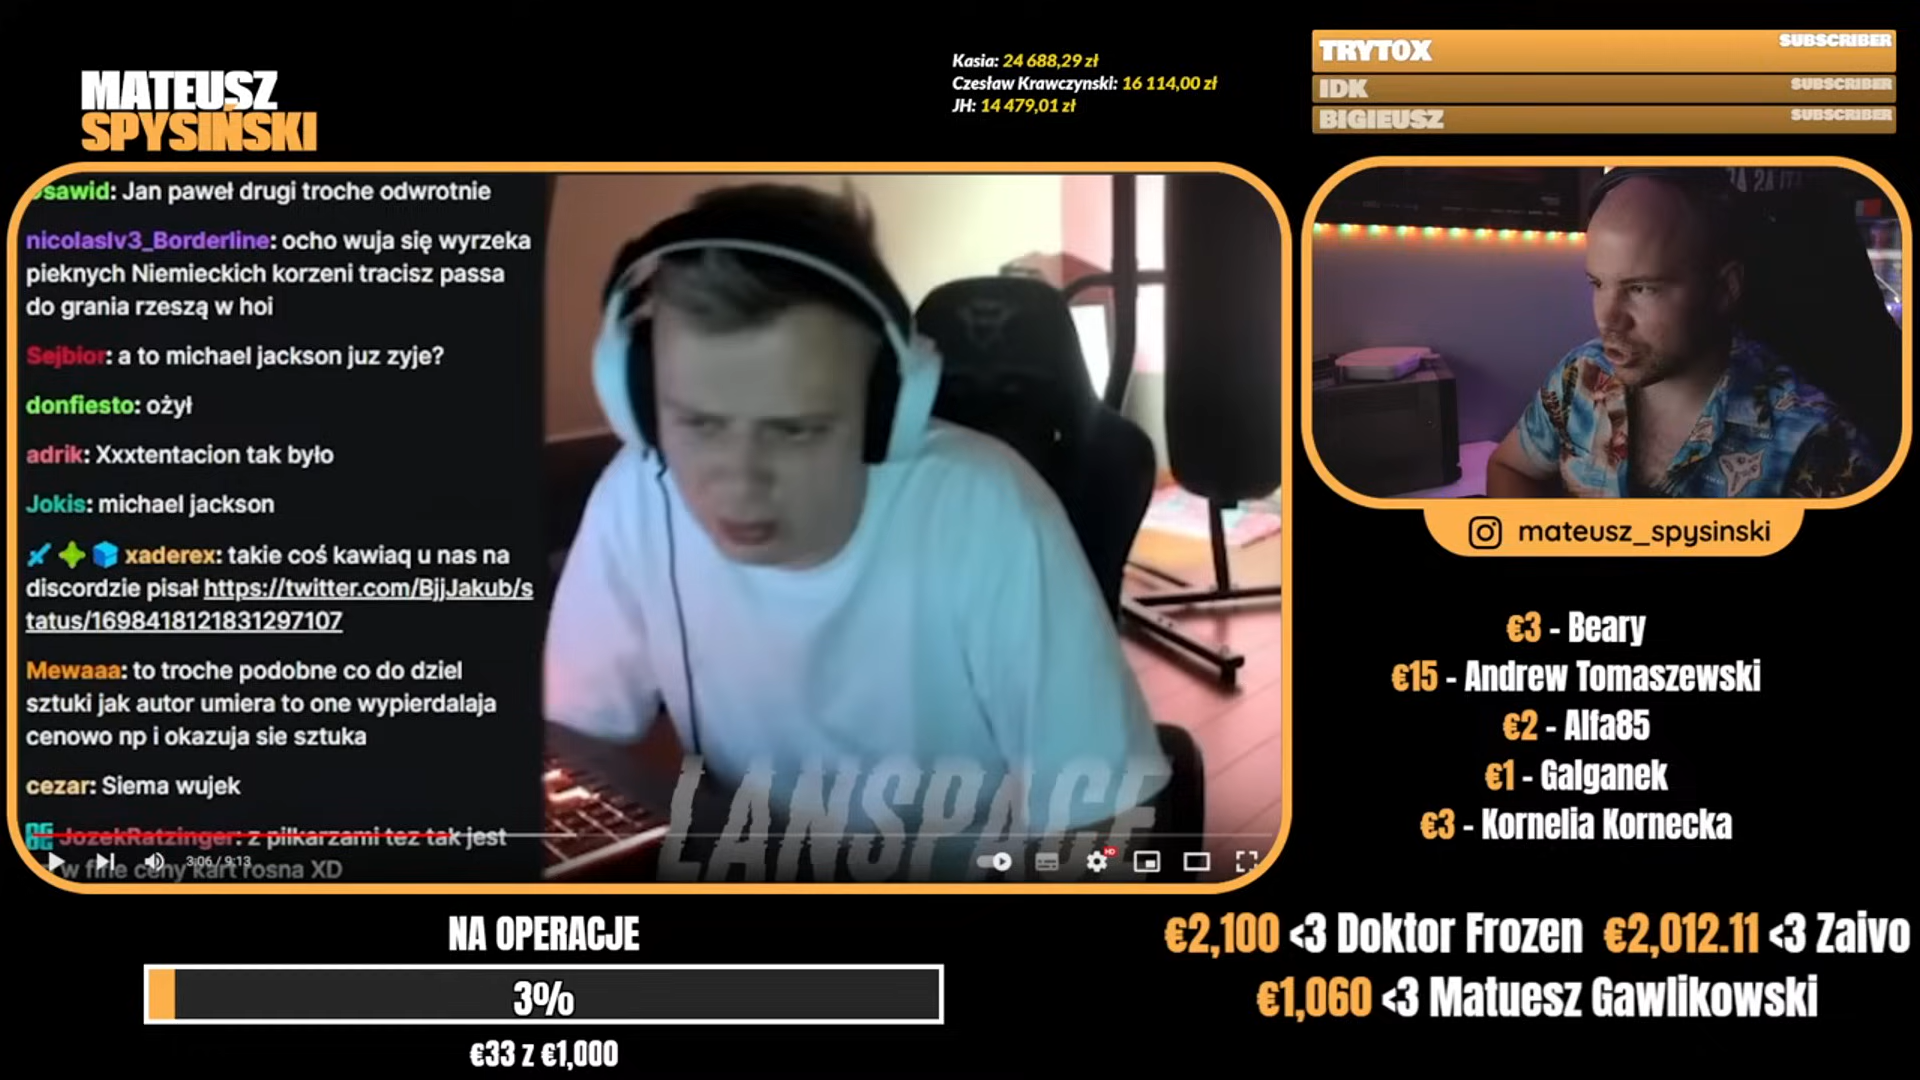 MATEUSZ
SPYSIŃSKI
Kasia: 24 688,29 zł
Czesław Krawczynski: 16 114,00 zł
JH: 14 479,01 zł
TRYTOX SUBSCRIBER
IDK SUBSCRIBER
BIGIEUSZ SUBSCRIBER
sawid: Jan paweł drugi troche odwrotnie
nicolaslv3_Borderline: ocho wuja się wyrzeka
pieknych Niemieckich korzeni tracisz passa
do grania rzeszą w hoi
Sejbior: a to michael jackson juz zyje?
donfiesto: ożył
adrik: Xxxtentacion tak było
Jokis: michael jackson
xaderex: takie coś kawiaq u nas na
discordzie pisał https://twitter.com/BjjJakub/s
tatus/1698418121831297107
Mewaaa: to troche podobne co do dziel
sztuki jak autor umiera to one wypierdalaja
cenowo np i okazuja sie sztuka
cezar: Siema wujek
JozekRatzinger: z piłkarzami tez tak jest
w fifie ceny kart rosna XD
3:06 / 9:13
HD
LANSPACE
mateusz_spysinski
€3 - Beary
€15 - Andrew Tomaszewski
€2 - Alfa85
€1 - Galganek
€3 - Kornelia Kornecka
NA OPERACJE
3%
€33 z €1,000
€2,100 <3 Doktor Frozen €2,012.11 <3 Zaivo
€1,060 <3 Matuesz Gawlikowski